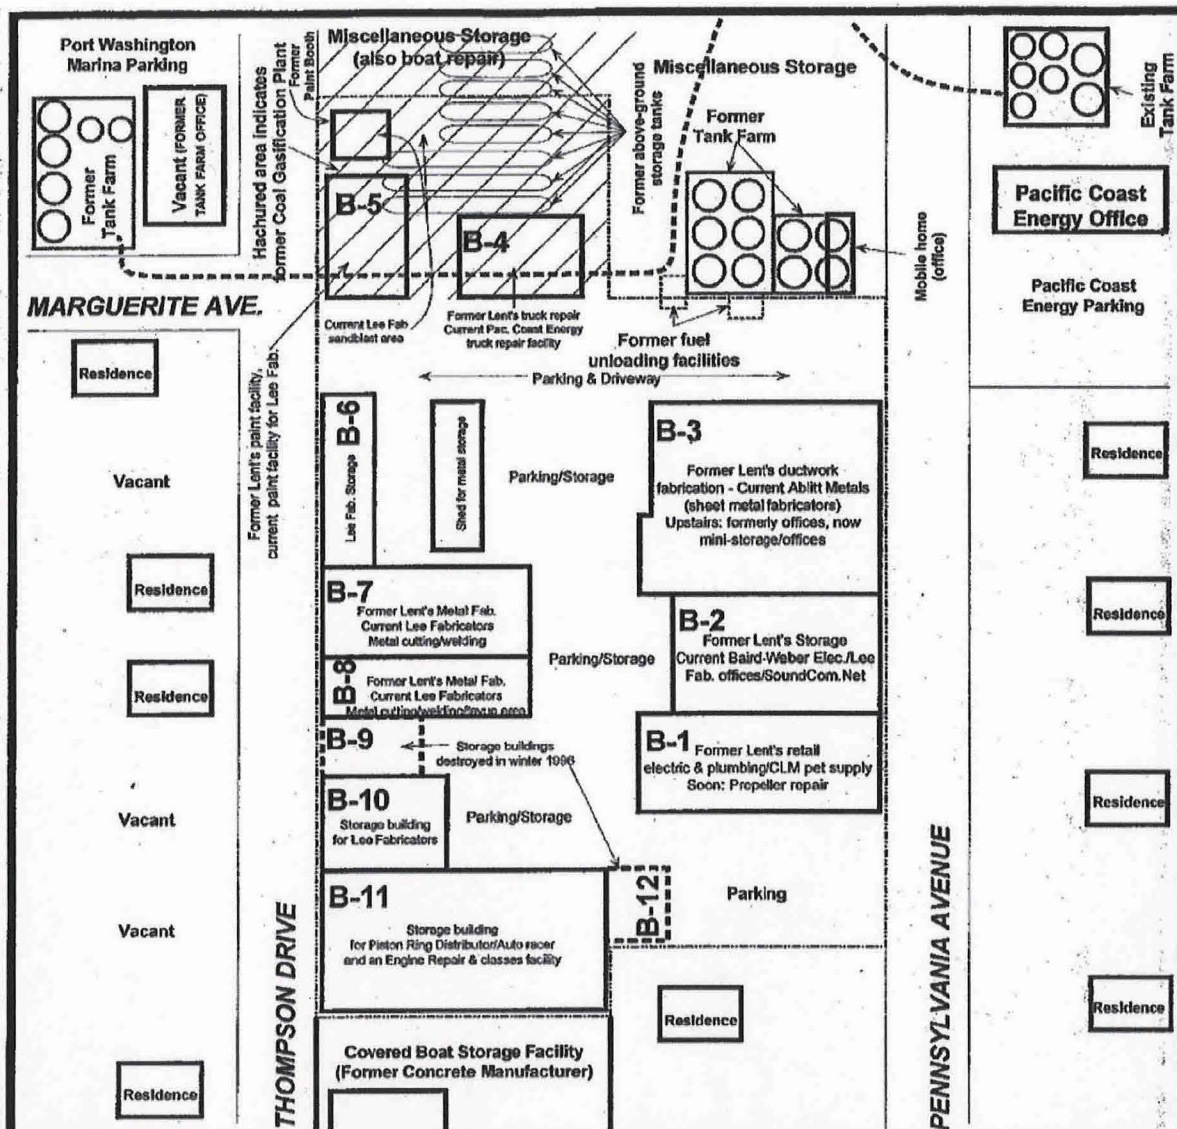 Port Washington
Marina Parking
Former
Tank Farm
Vacant (FORMER
TANK FARM OFFICE)
Hachured area indicates
former Coal Gasification Plant
Former
Paint Booth
Miscellaneous Storage
(also boat repair)
Former above-ground
storage tanks
Miscellaneous Storage
Former
Tank Farm
Mobile home
(office)
Existing
Tank Farm
Pacific Coast
Energy Office
Pacific Coast
Energy Parking
B-5
B-4
MARGUERITE AVE.
Current Lee Fab
sandblast area
Former Lent's truck repair
Current Pac. Coast Energy
truck repair facility
Former fuel
unloading facilities
Parking & Driveway
Former Lent's paint facility,
current paint facility for Lee Fab.
Residence
Vacant
Residence
Residence
Vacant
Vacant
Residence
THOMPSON DRIVE
B-6
Lee Fab. Storage
Shed for metal storage
Parking/Storage
B-3
Former Lent's ductwork
fabrication - Current Ablitt Metals
(sheet metal fabricators)
Upstairs: formerly offices, now
mini-storage/offices
B-7
Former Lent's Metal Fab.
Current Lee Fabricators
Metal cutting/welding
B-8
Former Lent's Metal Fab.
Current Lee Fabricators
Metal cutting/welding/layup area
Parking/Storage
B-2
Former Lent's Storage
Current Baird-Weber Elec./Lee
Fab. offices/SoundCom.Net
B-9
Storage buildings
destroyed in winter 1996
B-1
Former Lent's retail
electric & plumbing/CLM pet supply
Soon: Propeller repair
B-10
Storage building
for Lee Fabricators
Parking/Storage
B-11
Storage building
for Piston Ring Distributor/Auto racer
and an Engine Repair & classes facility
B-12
Parking
Residence
Covered Boat Storage Facility
(Former Concrete Manufacturer)
PENNSYLVANIA AVENUE
Residence
Residence
Residence
Residence